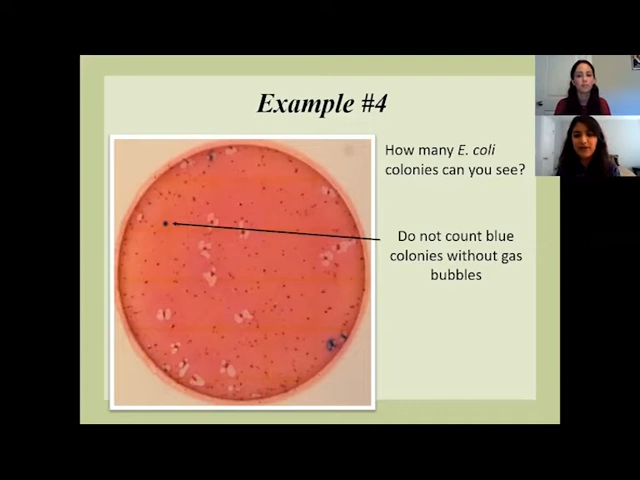 Example #4
How many E. coli
colonies can you see?
Do not count blue
colonies without gas
bubbles